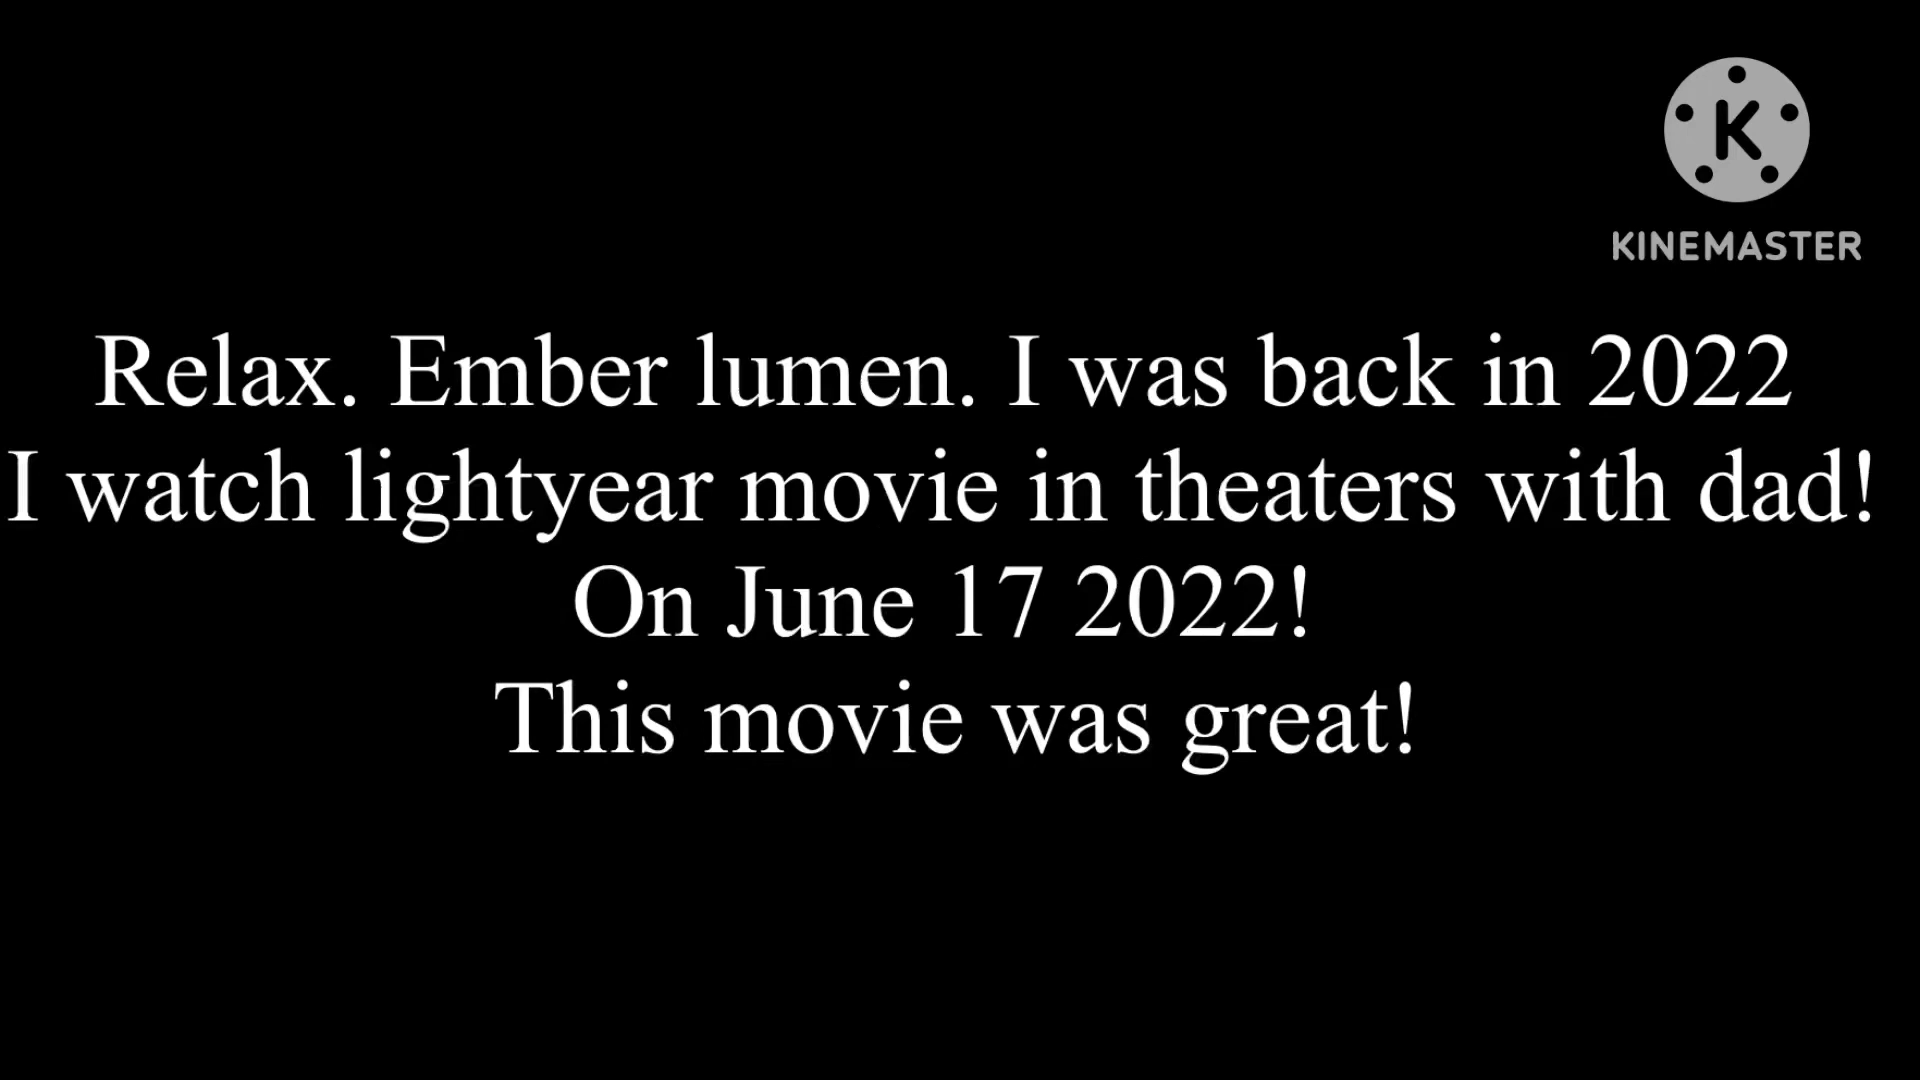 K
KINEMASTER
Relax. Ember lumen. I was back in 2022
I watch lightyear movie in theaters with dad!
On June 17 2022!
This movie was great!